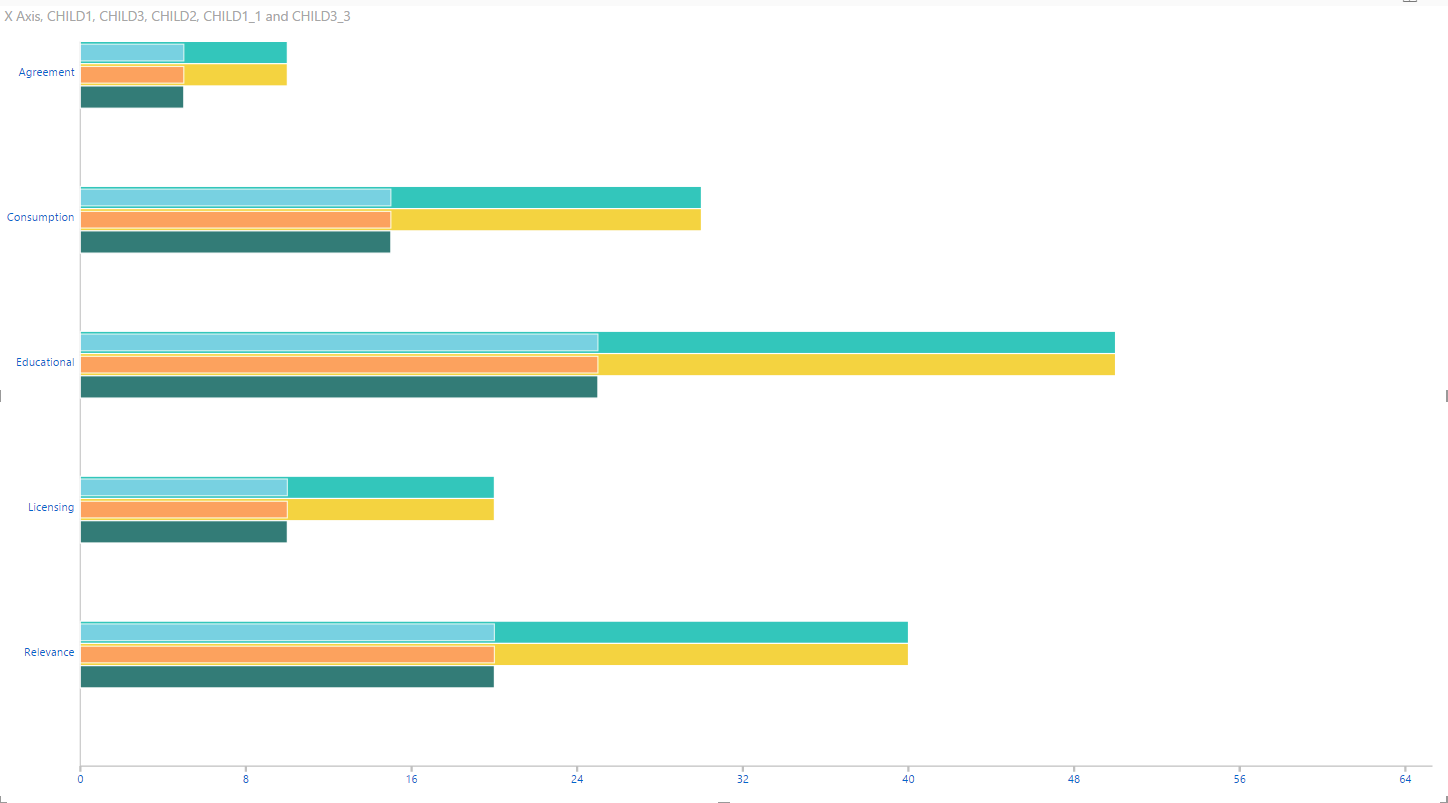 X Axis, CHILD1, CHILD3, CHILD2, CHILD1_1 and CHILD3_3
Agreement
Consumption
Educational
Licensing
Relevance
0 8 16 24 32 40 48 56 64